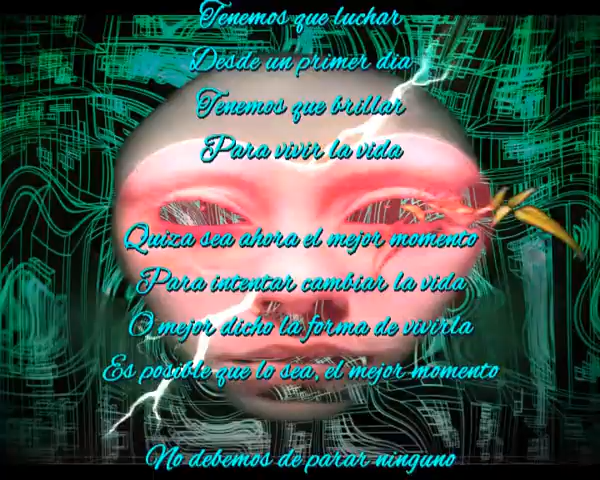 Tenemos que luchar
Desde un primer dia
Tenemos que brillar
Para vivir la vida
Quiza sea ahora el mejor momento
Para intentar cambiar la vida
O mejor dicho la forma de vivirla
Es posible que lo sea, el mejor momento
No debemos de parar ninguno